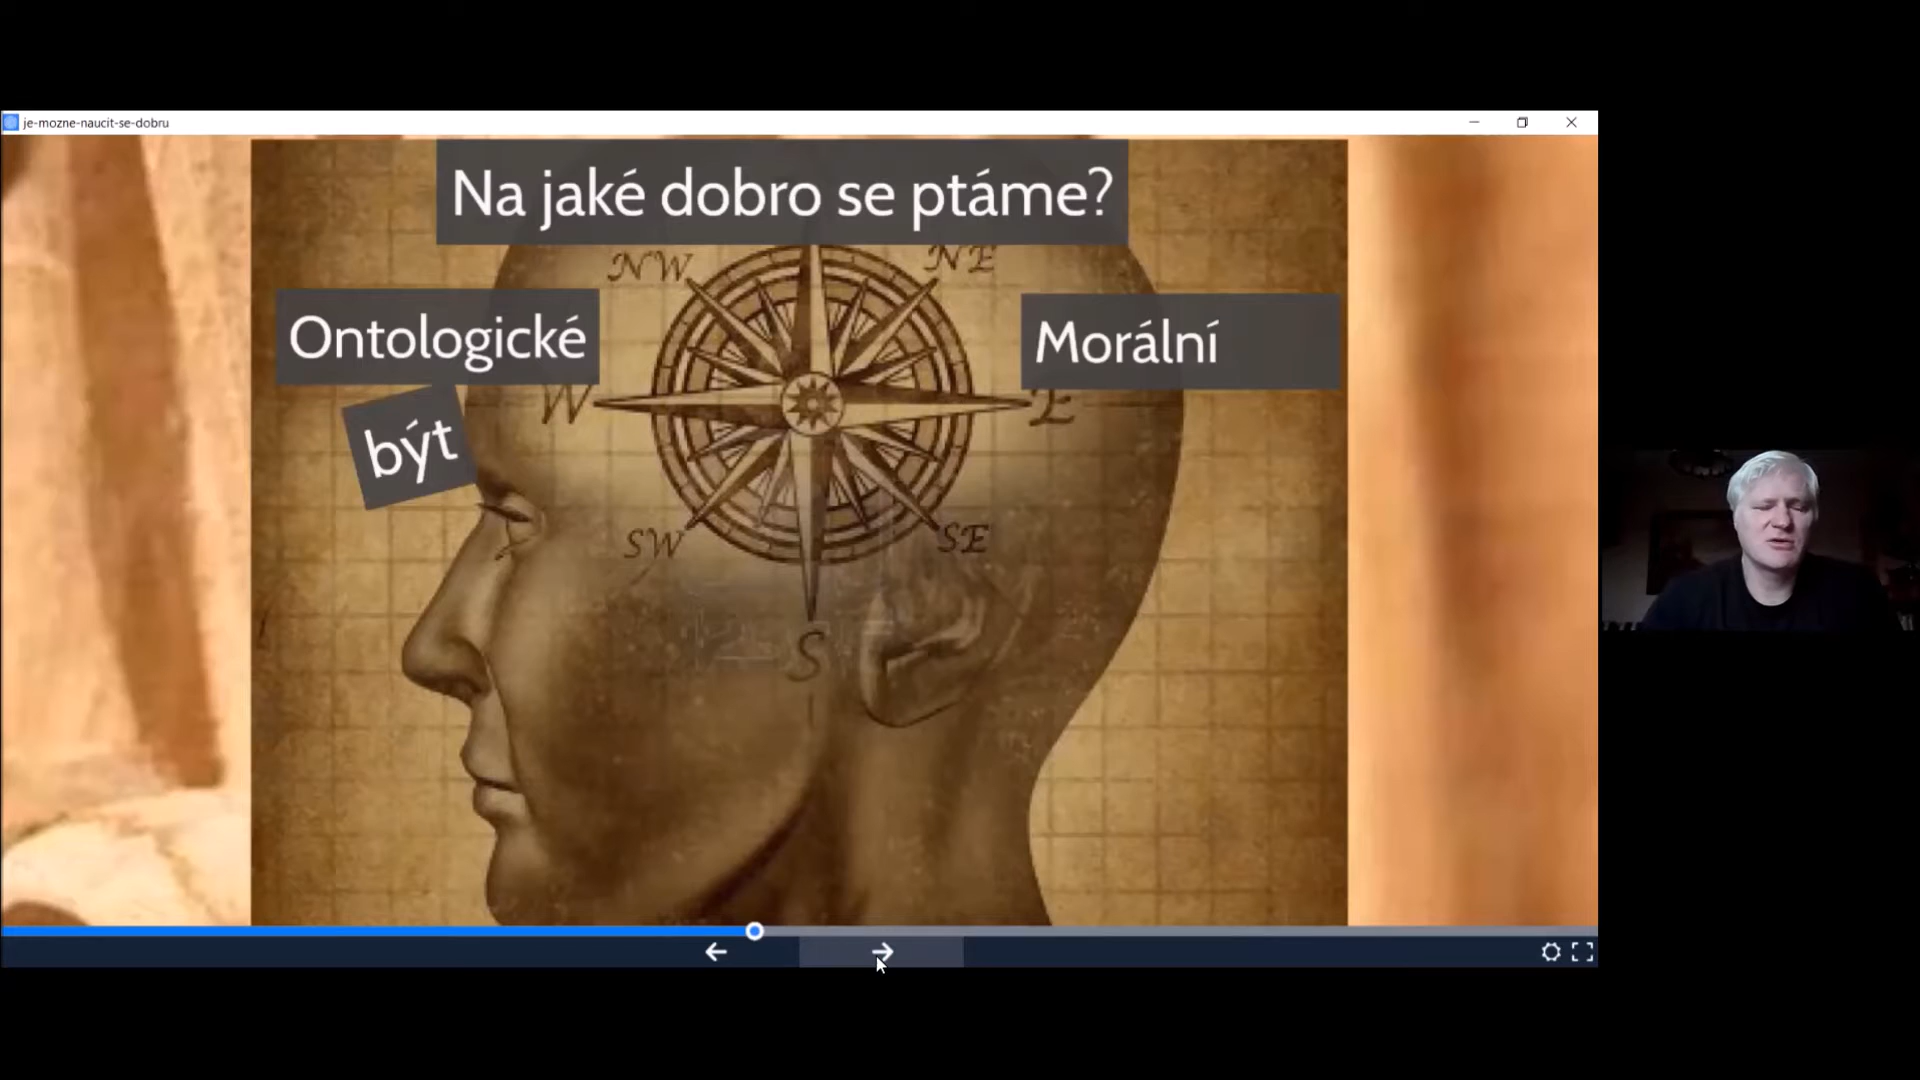 je-mozne-naucit-se-dobru
Na jaké dobro se ptáme?
NW
NE
Ontologické
Morální
W
E
být
SW
SE
S